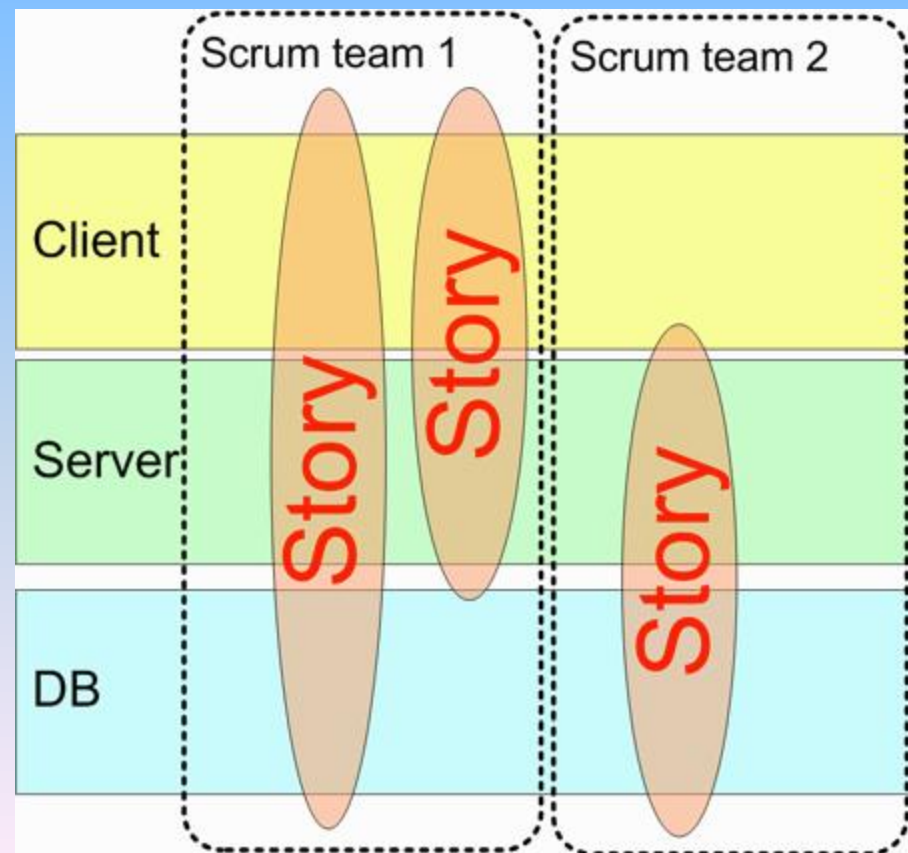 Scrum team 1
Scrum team 2
Client
Story
Story
Server
Story
DB